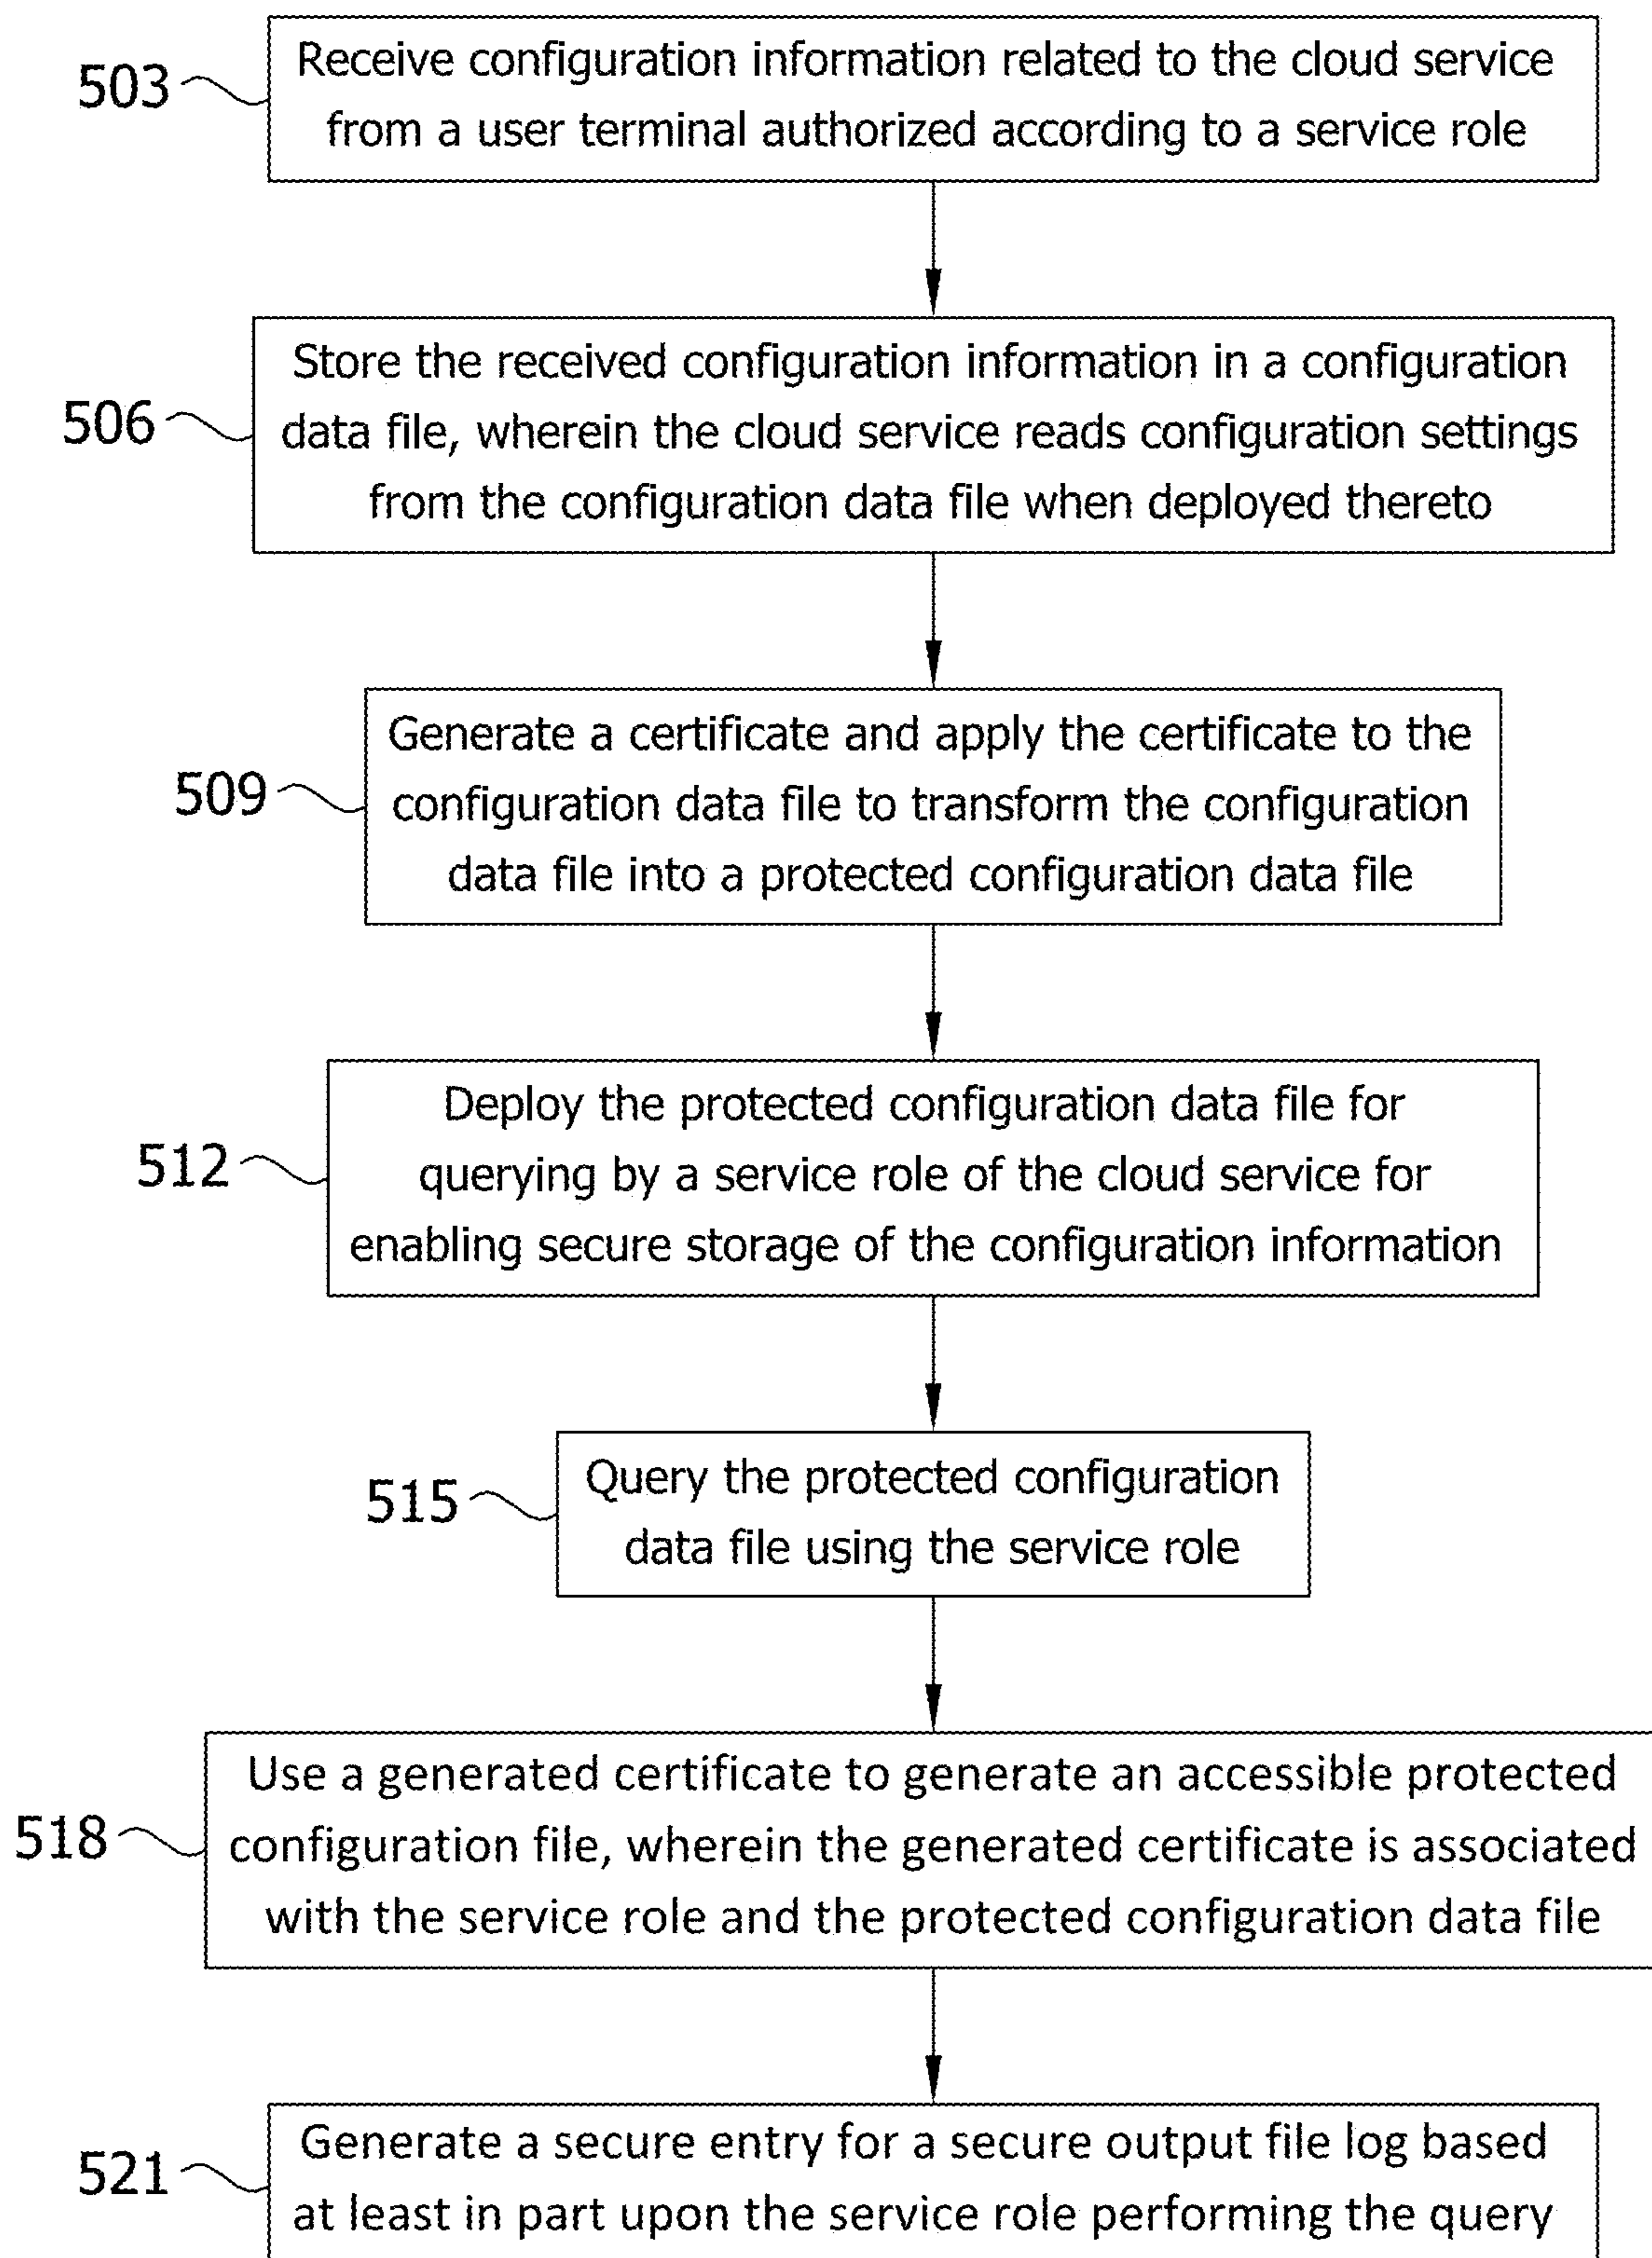 503
Receive configuration information related to the cloud service
from a user terminal authorized according to a service role
506
Store the received configuration information in a configuration
data file, wherein the cloud service reads configuration settings
from the configuration data file when deployed thereto
509
Generate a certificate and apply the certificate to the
configuration data file to transform the configuration
data file into a protected configuration data file
512
Deploy the protected configuration data file for
querying by a service role of the cloud service for
enabling secure storage of the configuration information
515
Query the protected configuration
data file using the service role
518
Use a generated certificate to generate an accessible protected
configuration file, wherein the generated certificate is associated
with the service role and the protected configuration data file
521
Generate a secure entry for a secure output file log based
at least in part upon the service role performing the query